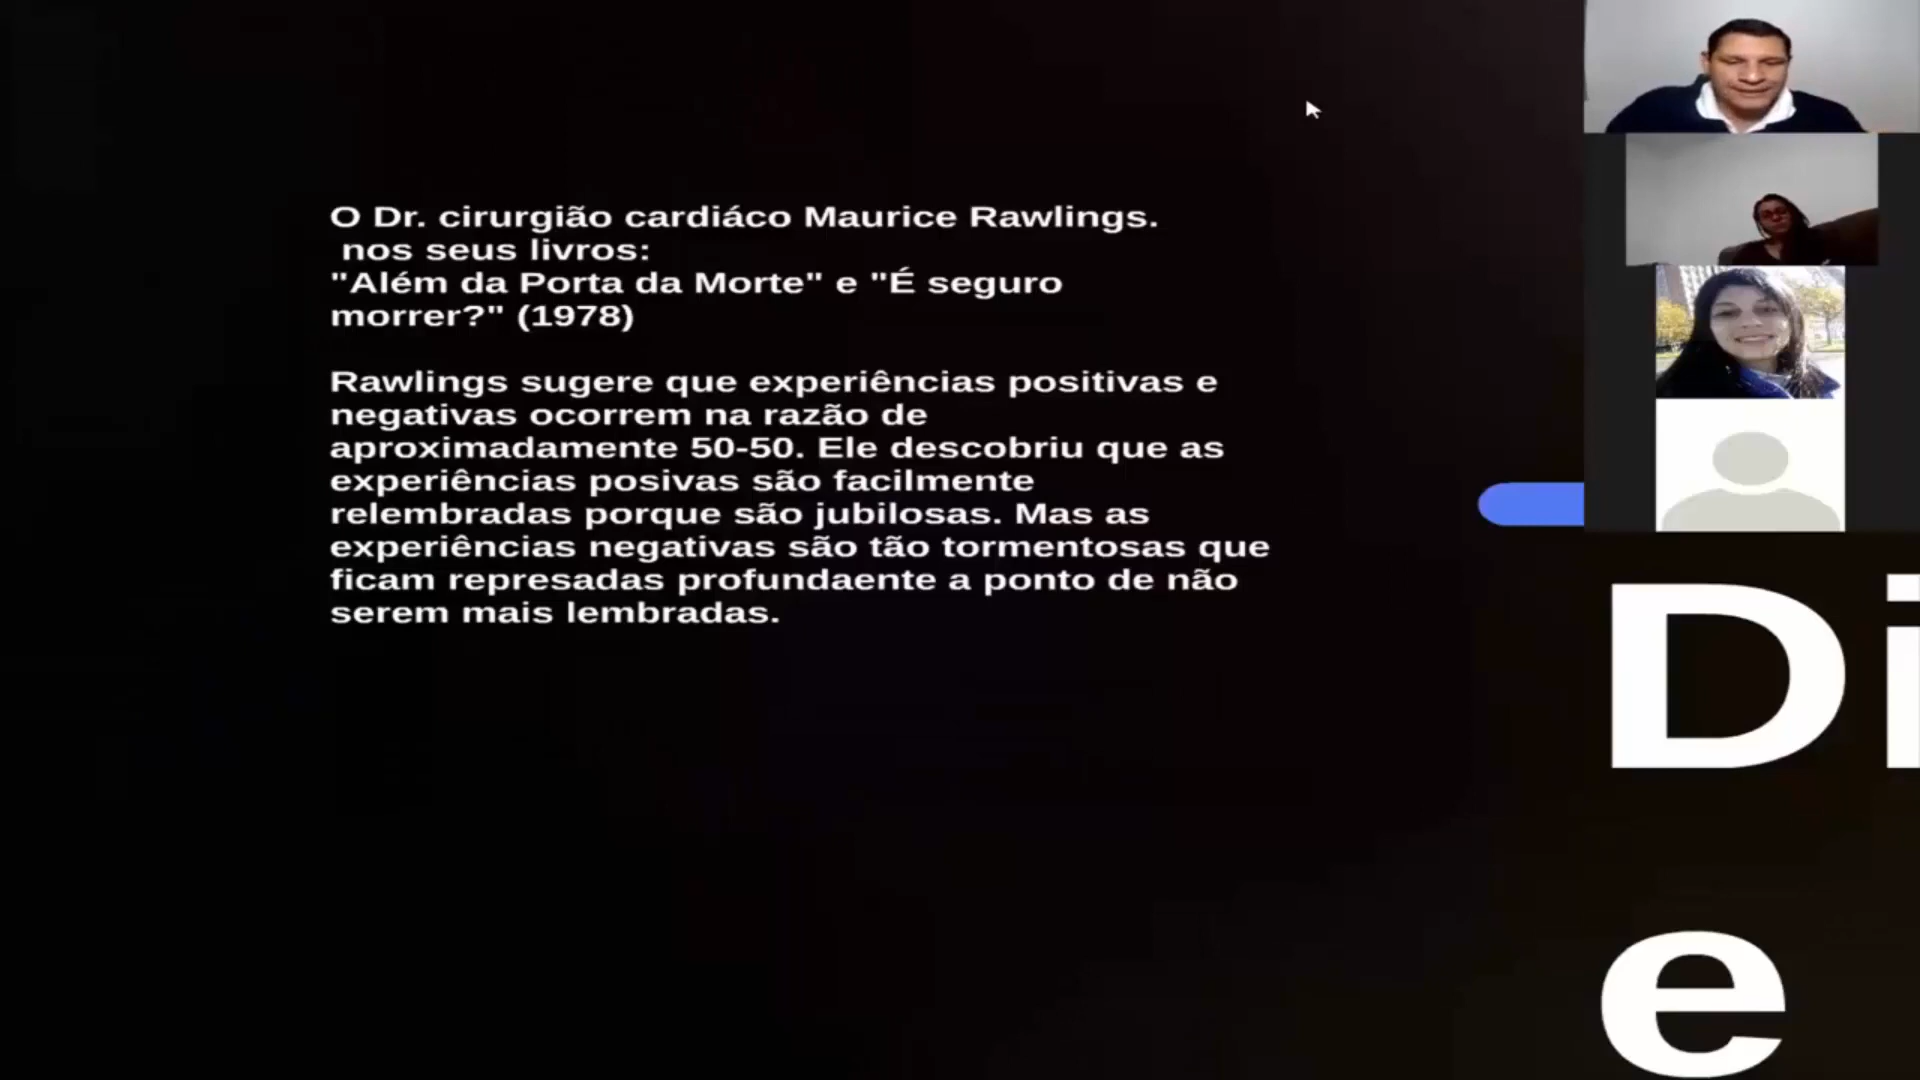 O Dr. cirurgião cardiáco Maurice Rawlings.
nos seus livros:
"Além da Porta da Morte" e "É seguro
morrer?" (1978)
Rawlings sugere que experiências positivas e
negativas ocorrem na razão de
aproximadamente 50-50. Ele descobriu que as
experiências posivas são facilmente
relembradas porque são jubilosas. Mas as
experiências negativas são tão tormentosas que
ficam represadas profundaente a ponto de não
serem mais lembradas.
Di
e